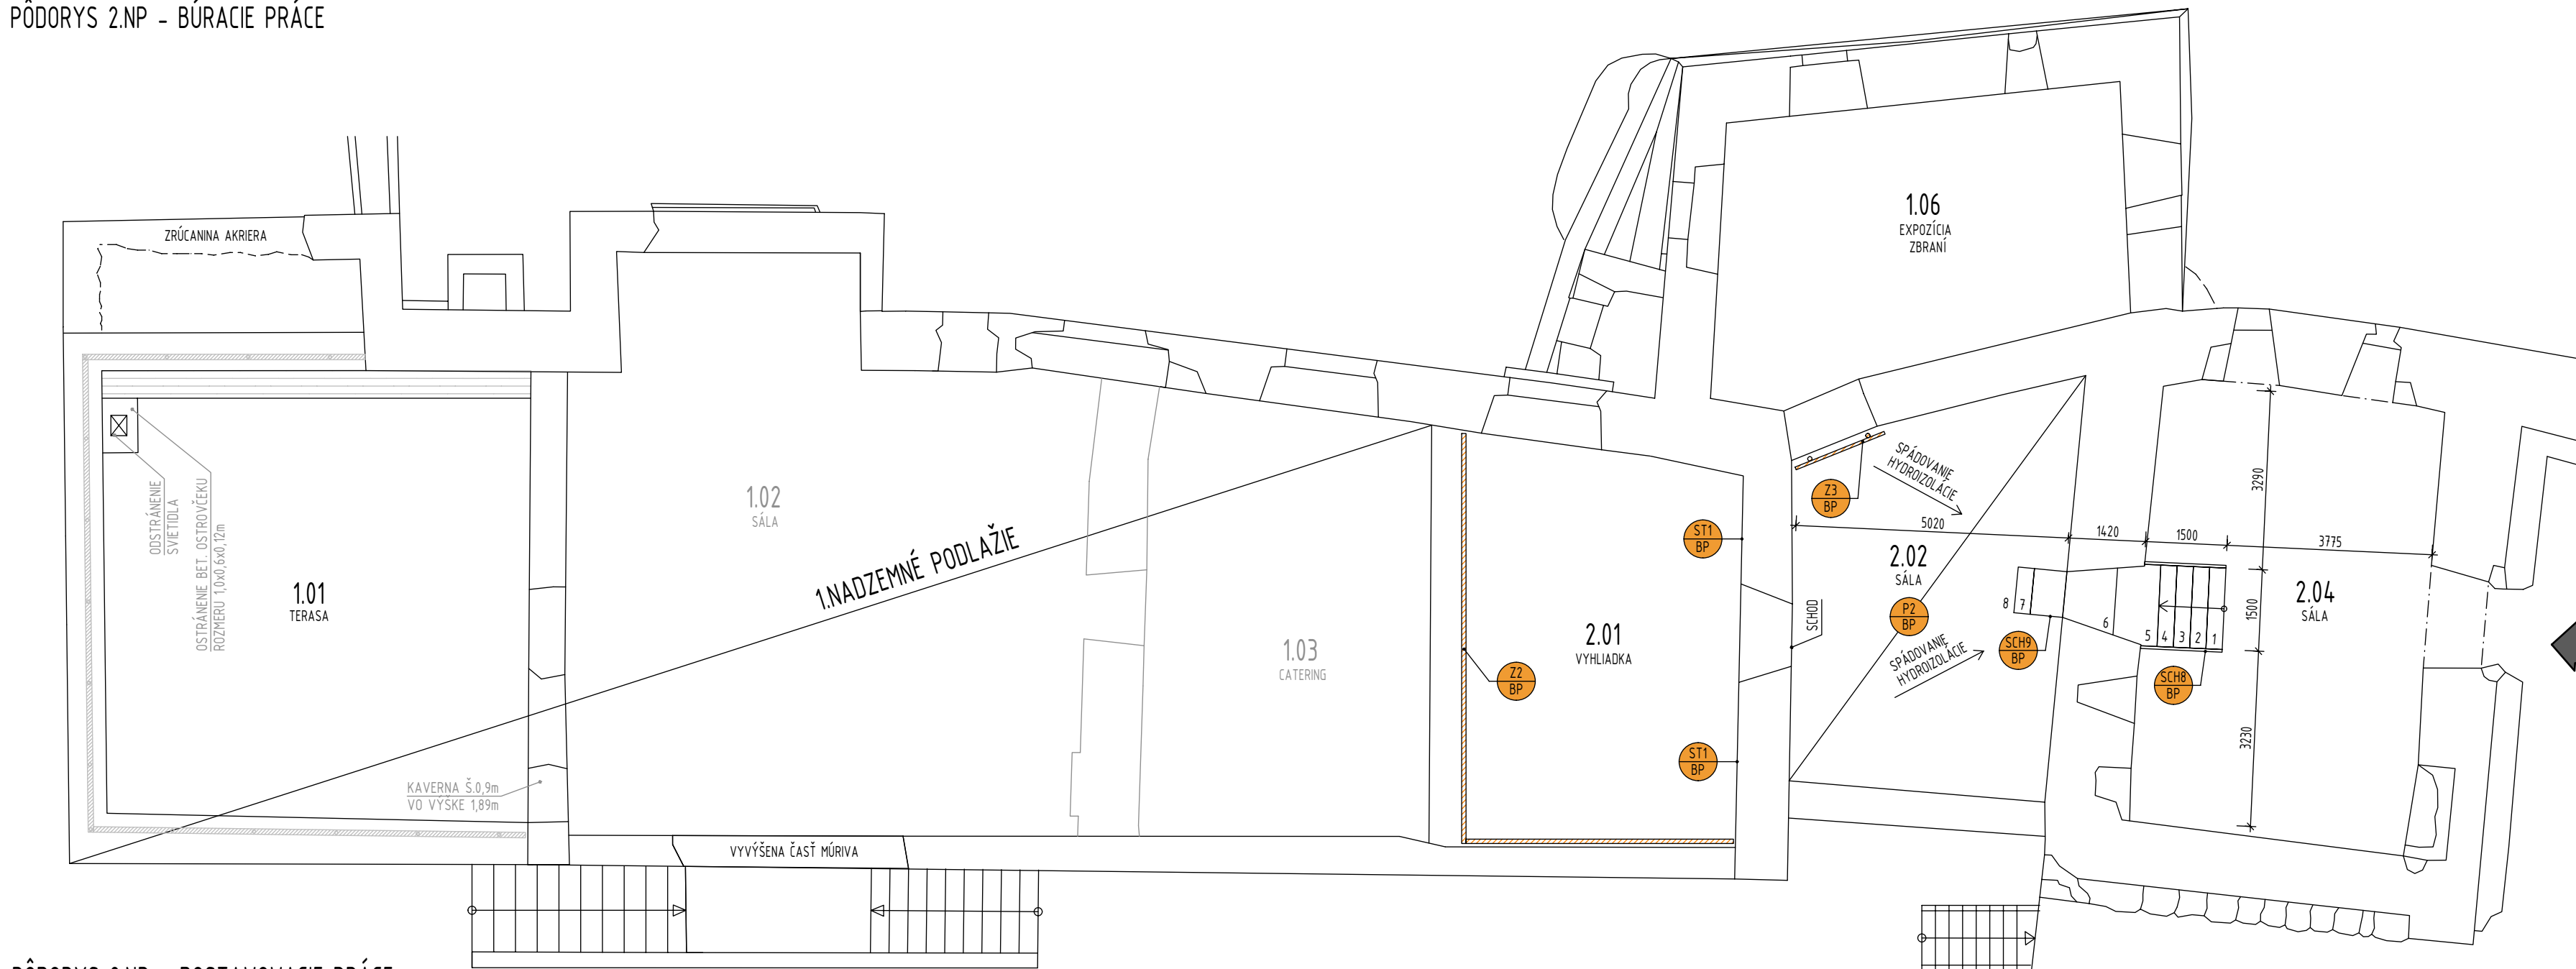 PÔDORYS 2.NP - BÚRACIE PRÁCE
ZRÚCANINA AKRIERA
1.06
EXPOZÍCIA
ZBRANÍ
ODSTRÁNENIE
SVIETIDLA
OSTRÁNENIE BET. OSTROVČEKU
ROZMERU 1,0x0,6x0,12m
1.01
TERASA
1.02
SÁLA
1.NADZEMNÉ PODLAŽIE
1.03
CATERING
KAVERNA Š.0,9m
VO VÝŠKE 1,89m
VYVÝŠENA ČASŤ MÚRIVA
Z2
BP
2.01
VYHLIADKA
ST1
BP
ST1
BP
Z3
BP
SPÁDOVANIE
HYDROIZOLÁCIE
5020
1420
1500
3775
3290
1500
3230
2.02
SÁLA
SCHOD
P2
BP
SPÁDOVANIE
HYDROIZOLÁCIE
SCH9
BP
8 7
6
5 4 3 2 1
SCH8
BP
2.04
SÁLA